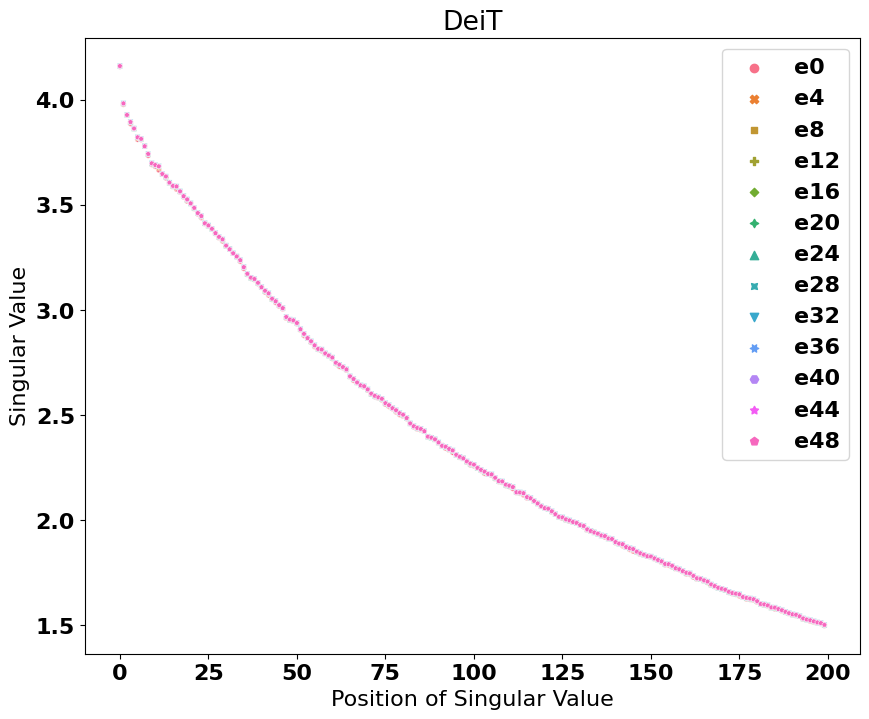 DeiT
4.0
3.5
3.0
2.5
2.0
1.5
Singular Value
0 25 50 75 100 125 150 175 200
Position of Singular Value
e0
e4
e8
e12
e16
e20
e24
e28
e32
e36
e40
e44
e48